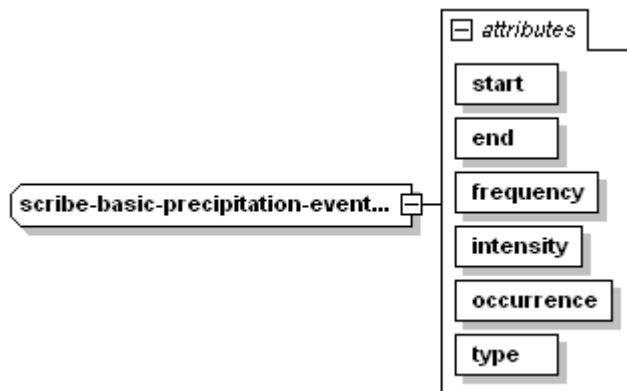 attributes
start
end
frequency
scribe-basic-precipitation-event...
intensity
occurrence
type